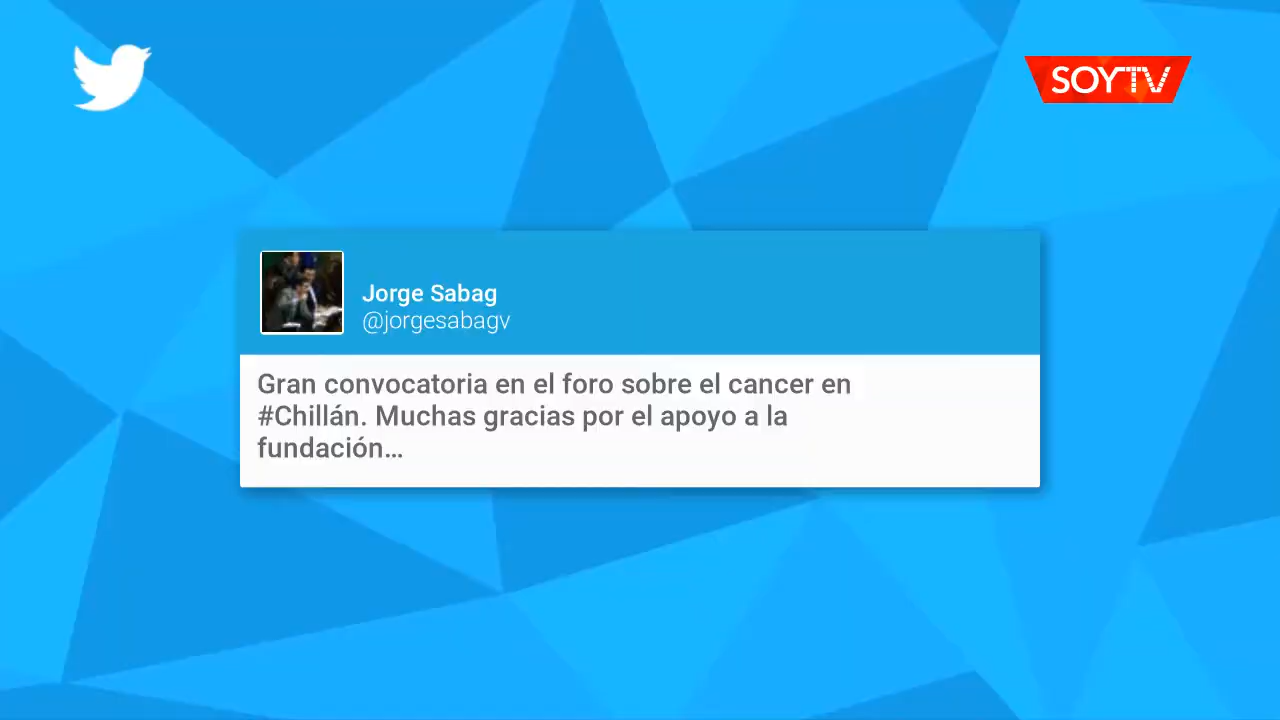 SOYTV
Jorge Sabag
@jorgesabagv
Gran convocatoria en el foro sobre el cancer en
#Chillán. Muchas gracias por el apoyo a la
fundación…